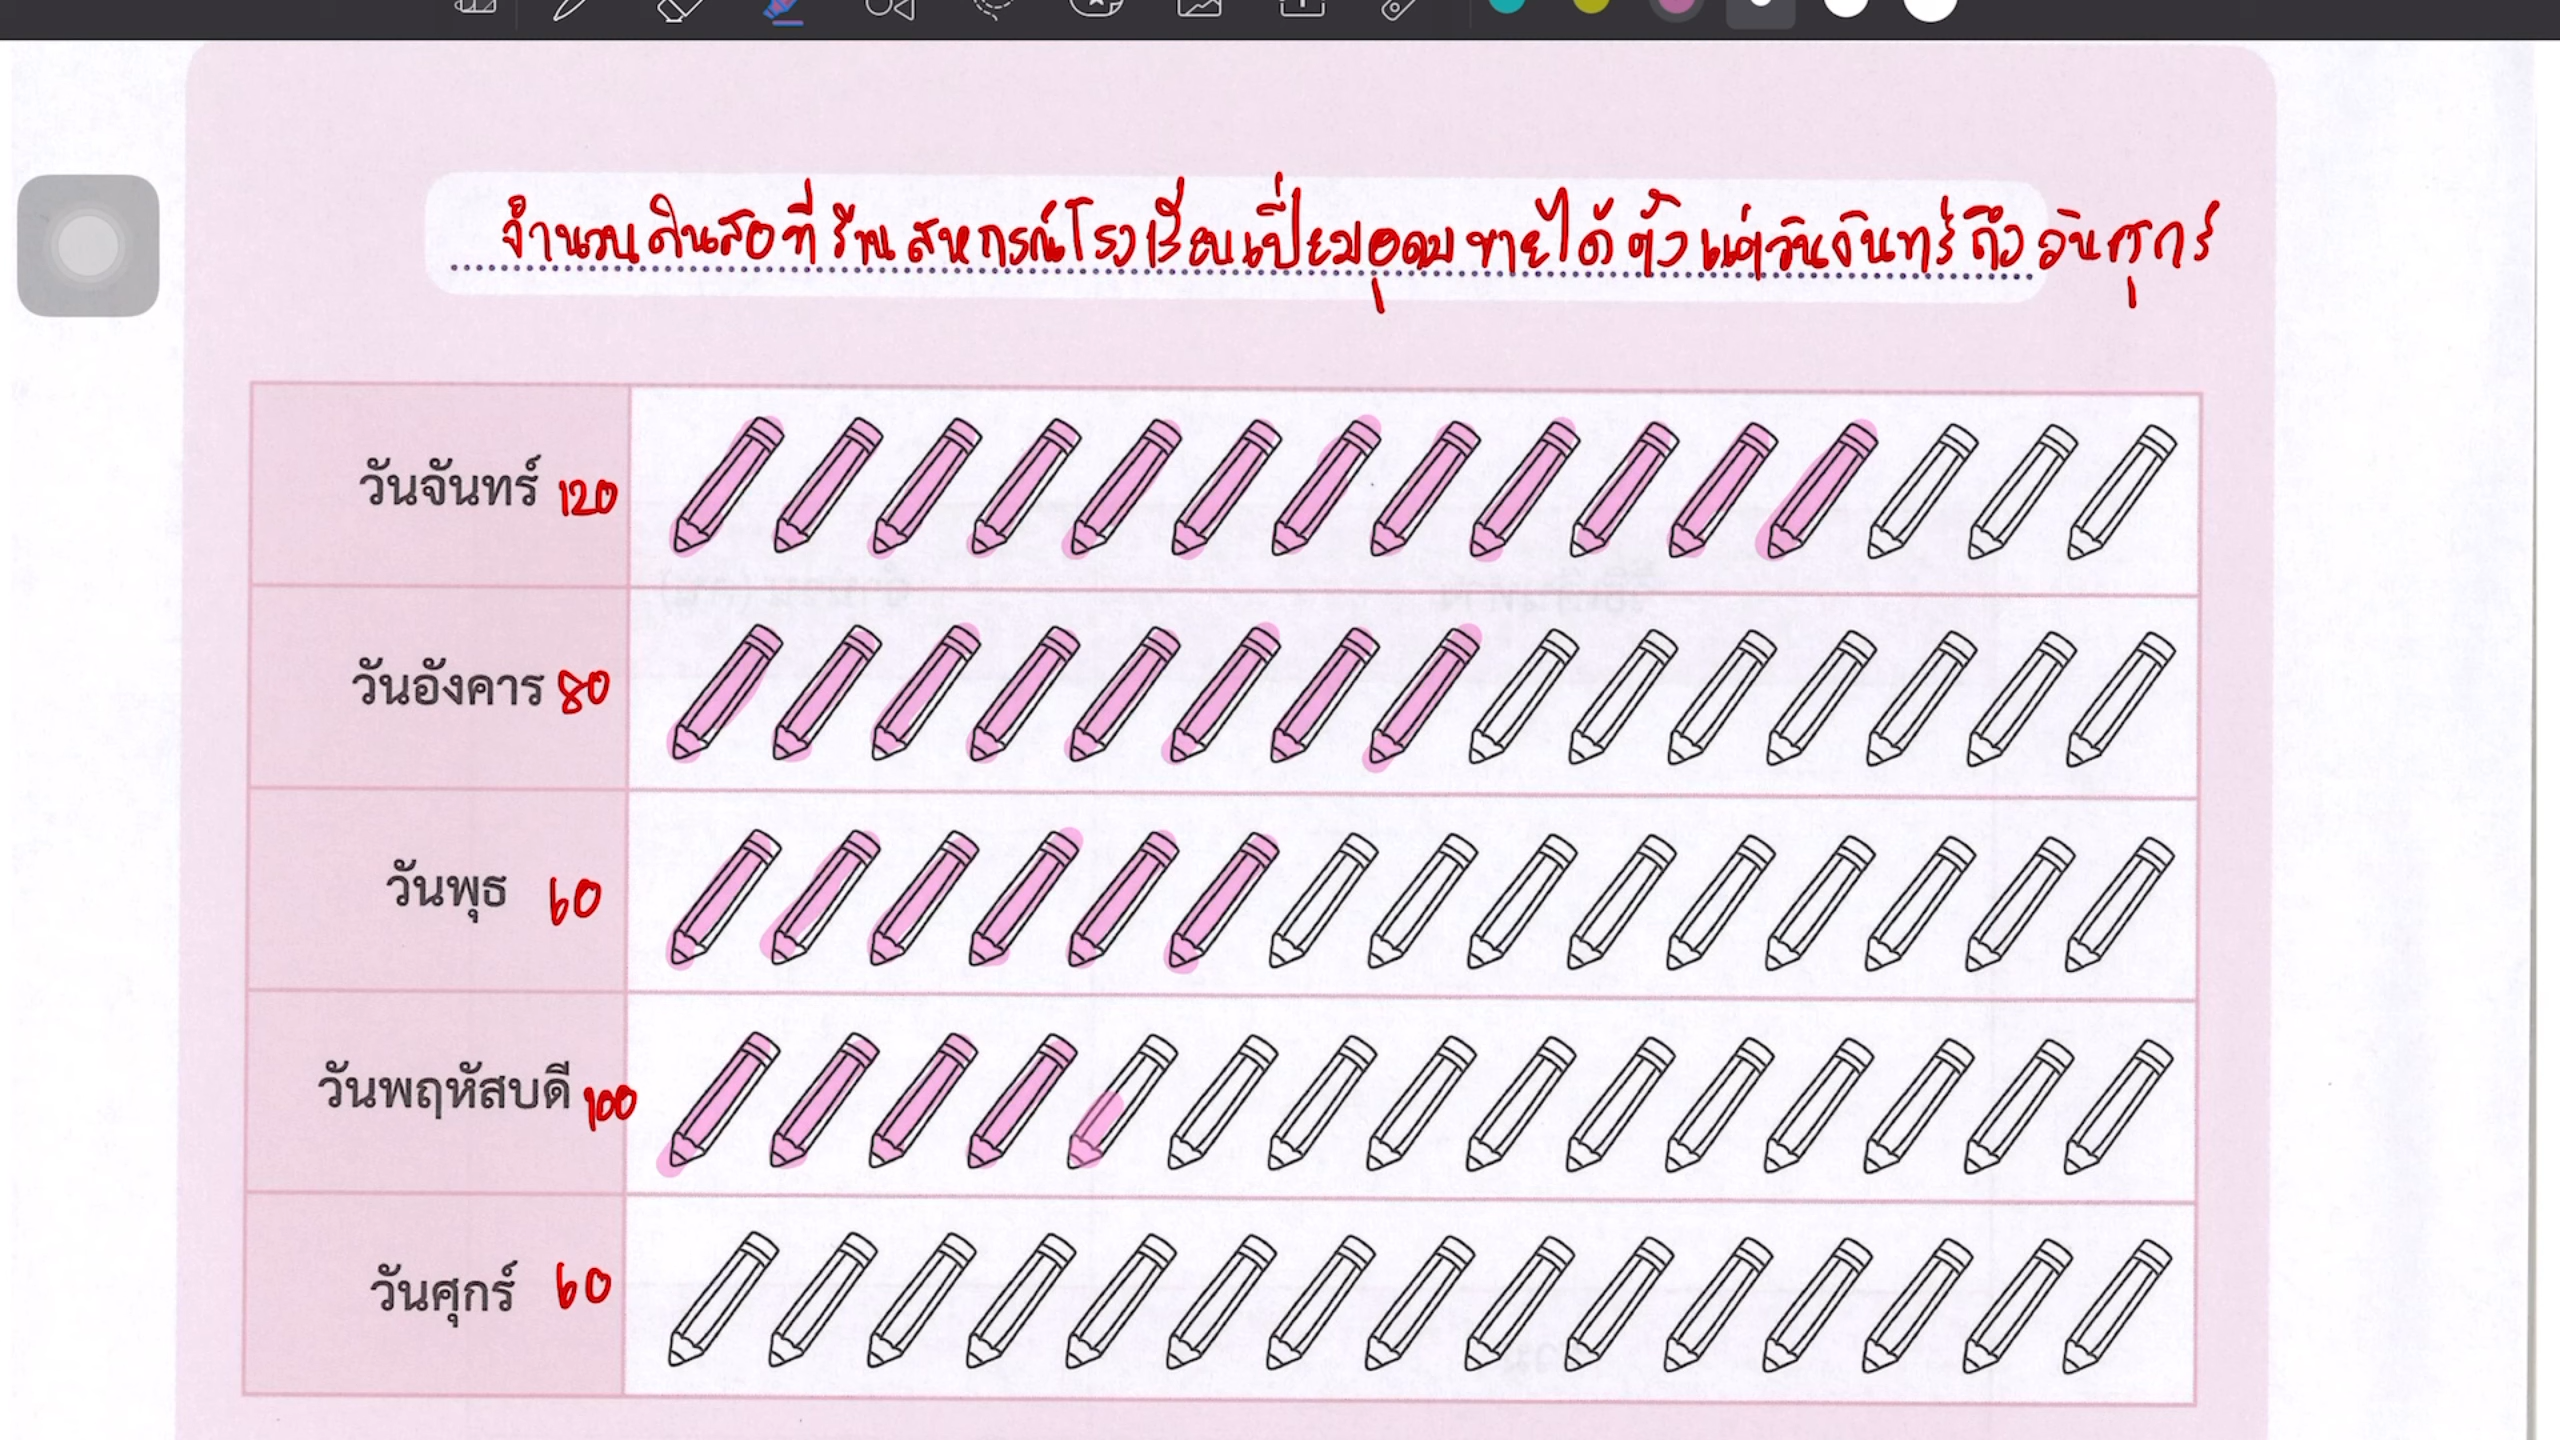 จำนวนดินสอที่ร้านสหกรณ์โรงเรียนเปี่ยมอุดมขายได้ตั้งแต่วันจันทร์ถึงวันศุกร์
วันจันทร์ 120
วันอังคาร 80
วันพุธ 60
วันพฤหัสบดี 100
วันศุกร์ 60